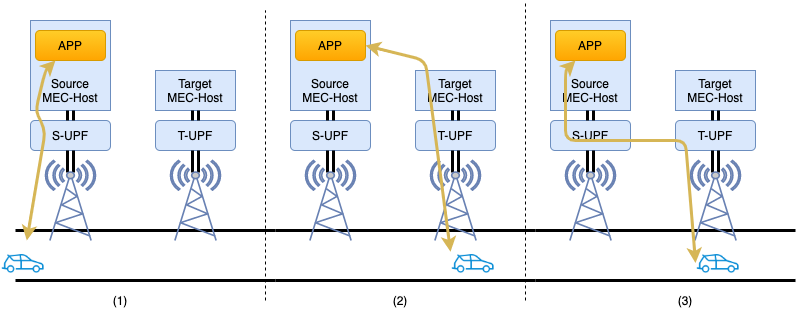 APP
Source
MEC-Host
Target
MEC-Host
S-UPF
T-UPF
(1)
APP
Source
MEC-Host
Target
MEC-Host
S-UPF
T-UPF
(2)
APP
Source
MEC-Host
Target
MEC-Host
S-UPF
T-UPF
(3)